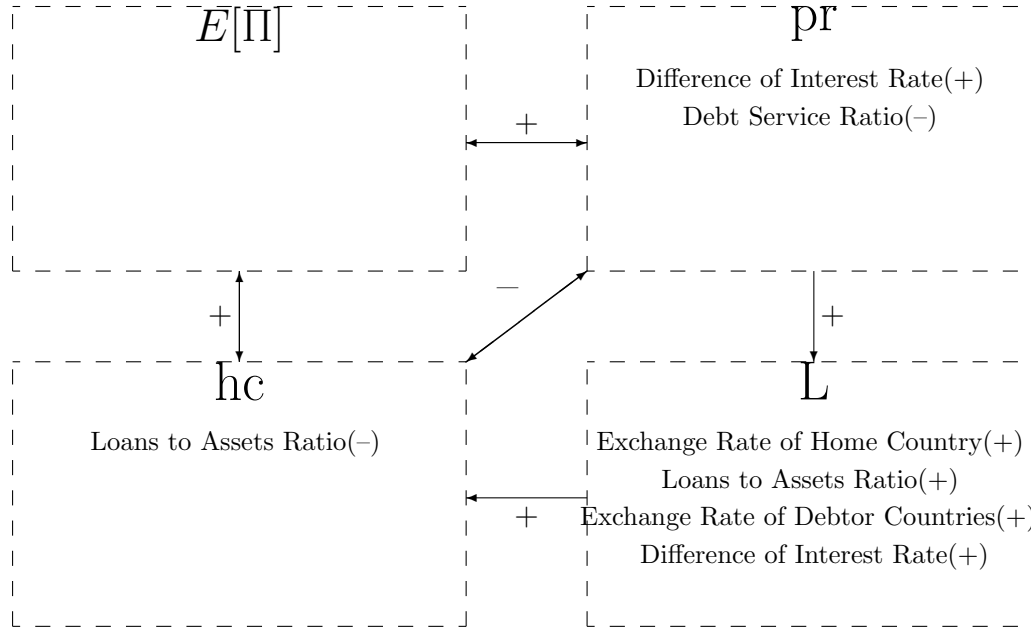 E[Π̄]
pr
Difference of Interest Rate(+)
Debt Service Ratio(–)
+
−
+
+
hc
L
Loans to Assets Ratio(–)
Exchange Rate of Home Country(+)
Loans to Assets Ratio(+)
+
Exchange Rate of Debtor Countries(+)
Difference of Interest Rate(+)